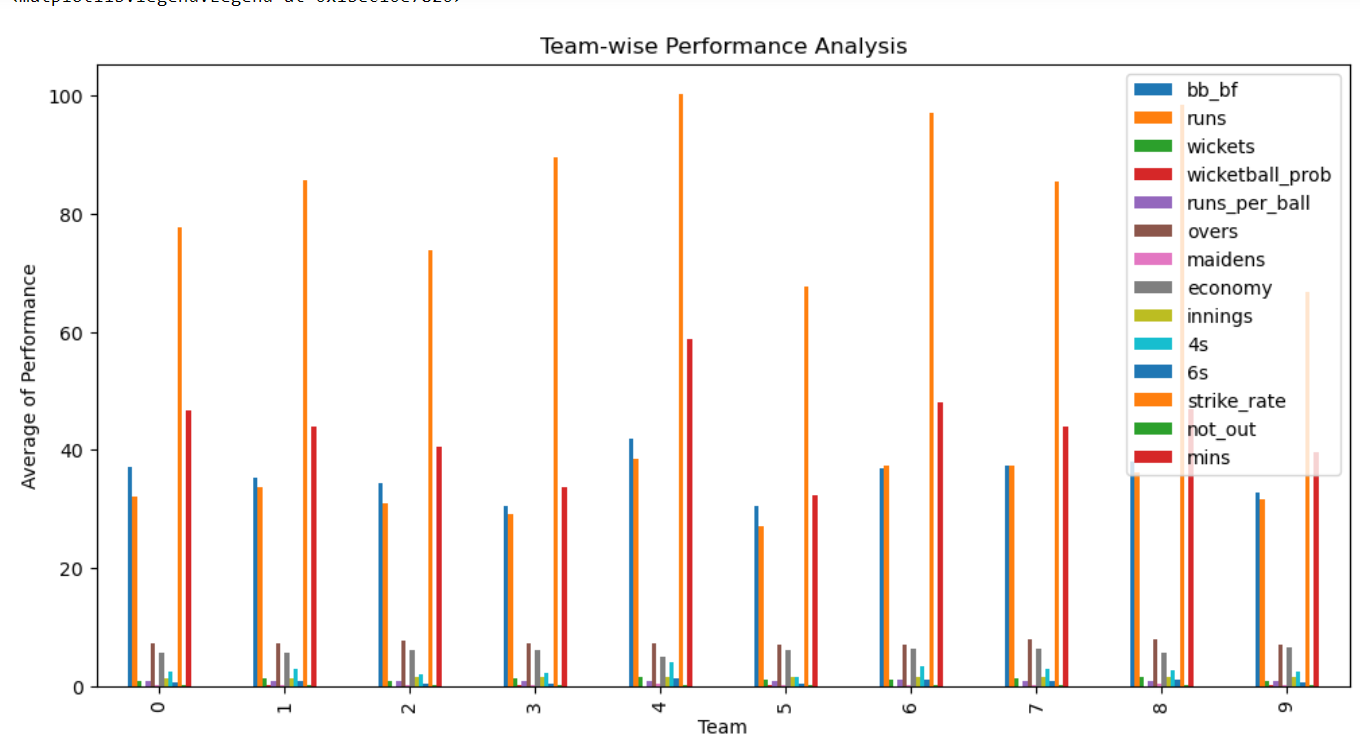 Team-wise Performance Analysis
100
80
60
40
20
0
Average of Performance
bb_bf
runs
wickets
wicketball_prob
runs_per_ball
overs
maidens
economy
innings
4s
6s
strike_rate
not_out
mins
0 1 2 3 4 5 6 7 8 9
Team